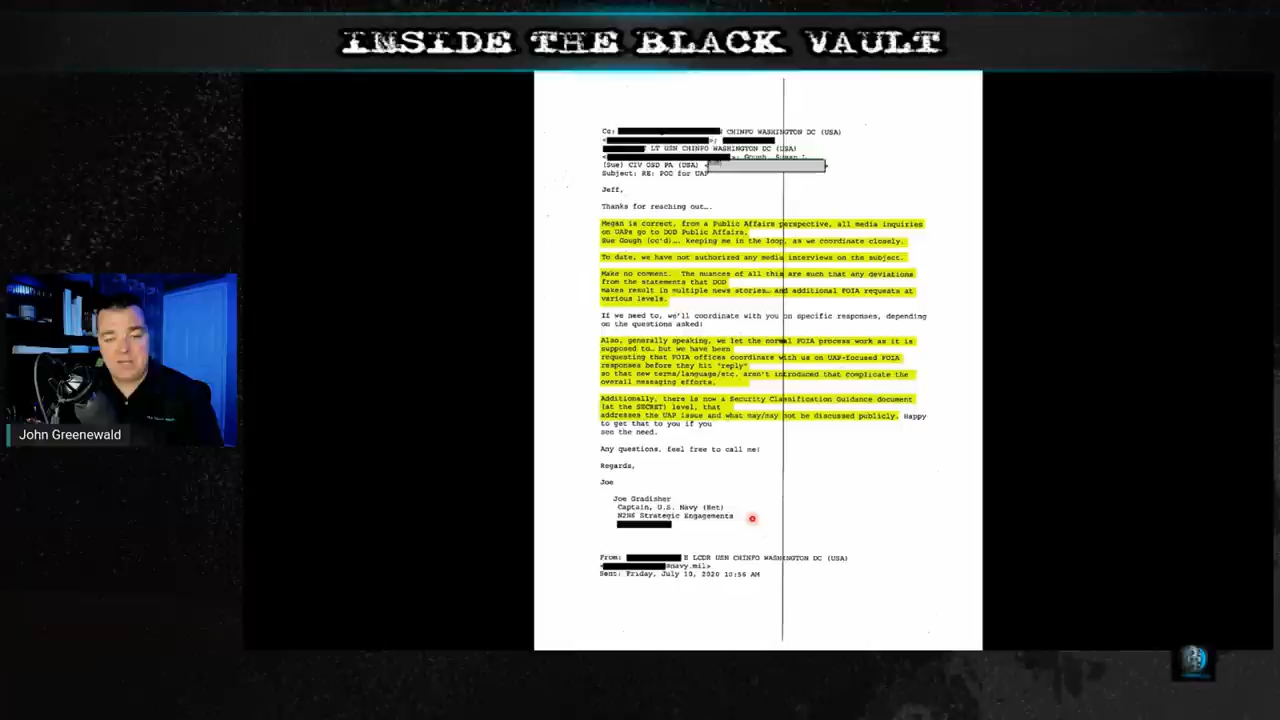 INSIDE THE BLACK VAULT
Cc: CHINFO WASHINGTON DC (USA)
LT USN CHINFO WASHINGTON DC (USA)
Gough, Susan L
(Sue) CIV OSD PA (USA)
Subject: RE: POC for UAP
Jeff,
Thanks for reaching out….
Megan is correct, from a Public Affairs perspective, all media inquiries
on UAPs go to DOD Public Affairs,
Sue Gough (cc'd)…. keeping me in the loop, as we coordinate closely.
To date, we have not authorized any media interviews on the subject.
Make no comment. The nuances of all this are such that any deviations
from the statements that DOD
makes result in multiple news stories… and additional FOIA requests at
various levels.
If we need to, we'll coordinate with you on specific responses, depending
on the questions asked!
Also, generally speaking, we let the normal FOIA process work as it is
supposed to… but we have been
requesting that FOIA offices coordinate with us on UAP-focused FOIA
responses before they hit "reply"
so that new terms/language/etc. aren't introduced that complicate the
overall messaging efforts.
Additionally, there is now a Security Classification Guidance document
(at the SECRET) level, that
addresses the UAP issue and what may/may not be discussed publicly. Happy
to get that to you if you
see the need.
Any questions, feel free to call me!
Regards,
Joe
Joe Gradisher
Captain, U.S. Navy (Ret)
N2N6 Strategic Engagements
From: E LCDR USN CHINFO WASHINGTON DC (USA)
< @navy.mil>
Sent: Friday, July 10, 2020 10:56 AM
John Greenewald